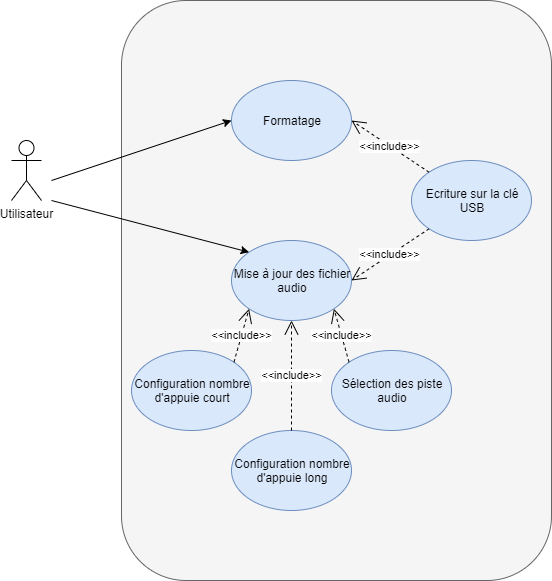 Formatage
<<include>>
Ecriture sur la clé
USB
Utilisateur
<<include>>
Mise à jour des fichier
audio
<<include>>
<<include>>
<<include>>
Configuration nombre
d'appuie court
Sélection des piste
audio
Configuration nombre
d'appuie long